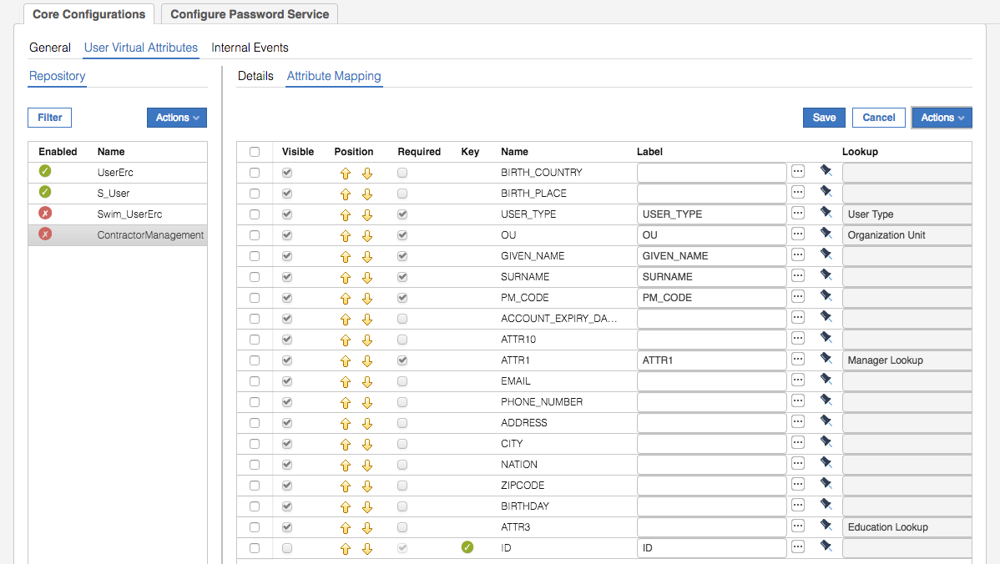 Core Configurations Configure Password Service
General User Virtual Attributes Internal Events
Repository
Filter Actions
Enabled Name
UserErc
S_User
Swim_UserErc
ContractorManagement
Details Attribute Mapping
Save Cancel Actions
Visible Position Required Key Name Label Lookup
BIRTH_COUNTRY
BIRTH_PLACE
USER_TYPE USER_TYPE User Type
OU OU Organization Unit
GIVEN_NAME GIVEN_NAME
SURNAME SURNAME
PM_CODE PM_CODE
ACCOUNT_EXPIRY_DA...
ATTR10
ATTR1 ATTR1 Manager Lookup
EMAIL
PHONE_NUMBER
ADDRESS
CITY
NATION
ZIPCODE
BIRTHDAY
ATTR3 Education Lookup
ID ID